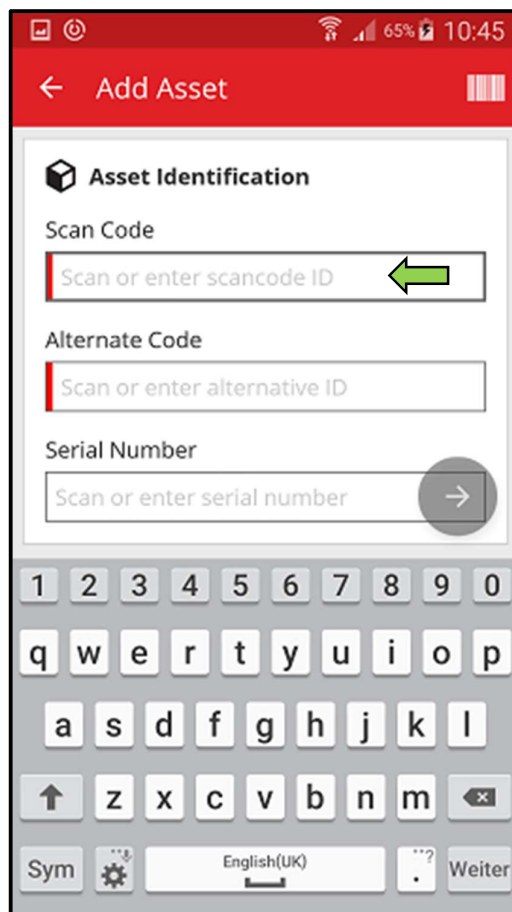 65% 10:45
Add Asset
Asset Identification
Scan Code
Scan or enter scancode ID
Alternate Code
Scan or enter alternative ID
Serial Number
Scan or enter serial number
1 2 3 4 5 6 7 8 9 0
q w e r t y u i o p
a s d f g h j k l
z x c v b n m
Sym English(UK) . ...? Weiter